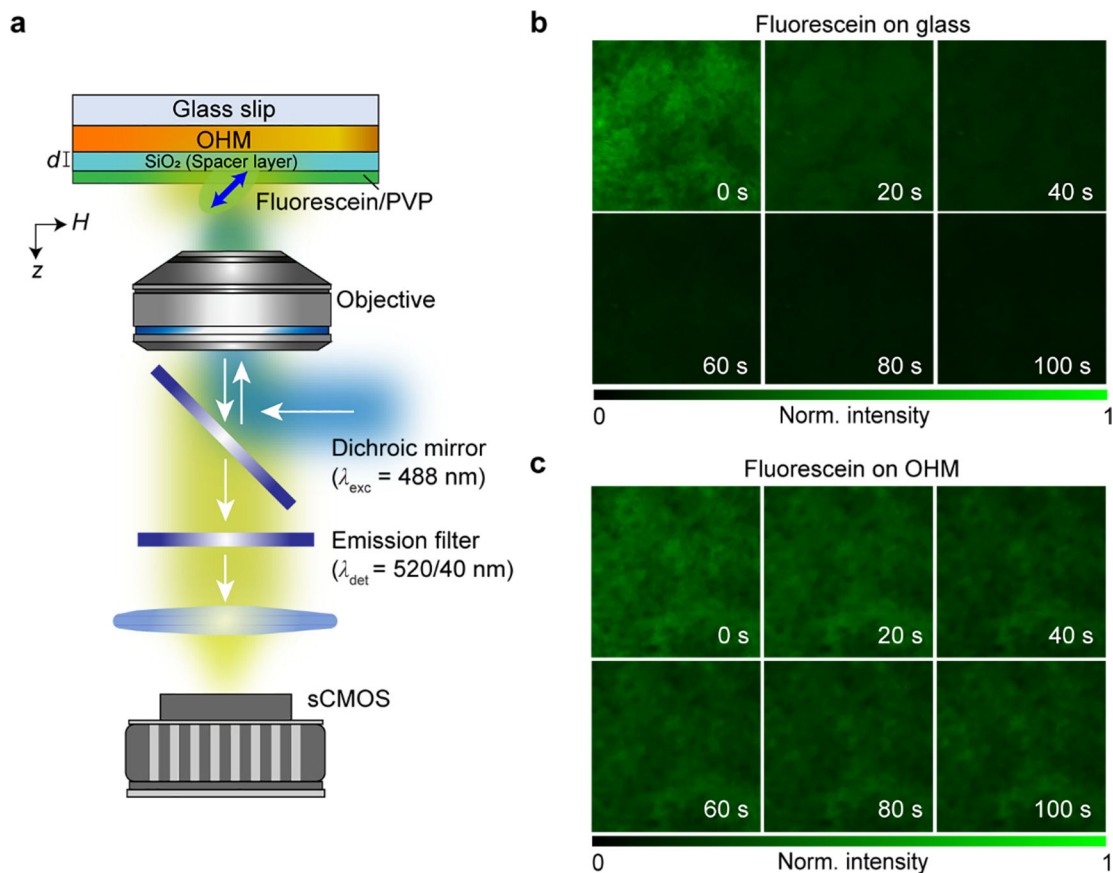 a
Glass slip
OHM
d
SiO₂ (Spacer layer)
Fluorescein/PVP
H
z
Objective
Dichroic mirror
(λexc = 488 nm)
Emission filter
(λdet = 520/40 nm)
sCMOS
b
Fluorescein on glass
0 s
20 s
40 s
60 s
80 s
100 s
0
Norm. intensity
1
c
Fluorescein on OHM
0 s
20 s
40 s
60 s
80 s
100 s
0
Norm. intensity
1